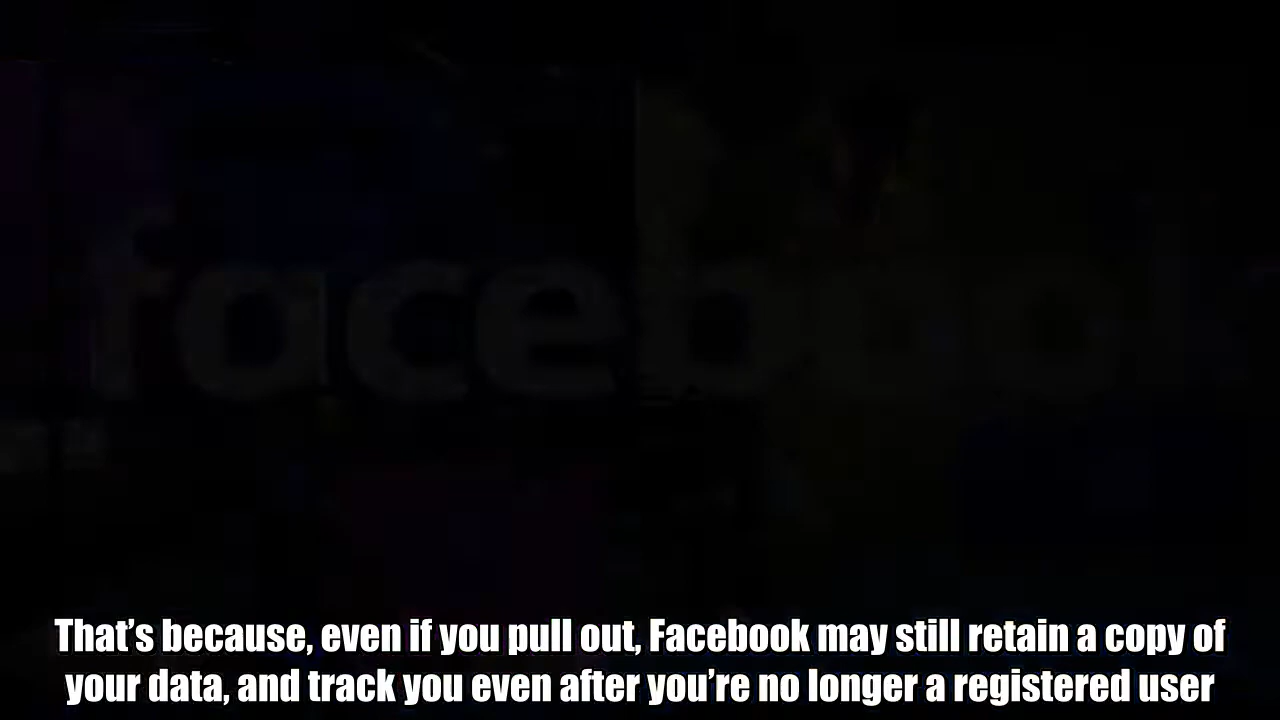 facebook
That's because, even if you pull out, Facebook may still retain a copy of
your data, and track you even after you're no longer a registered user